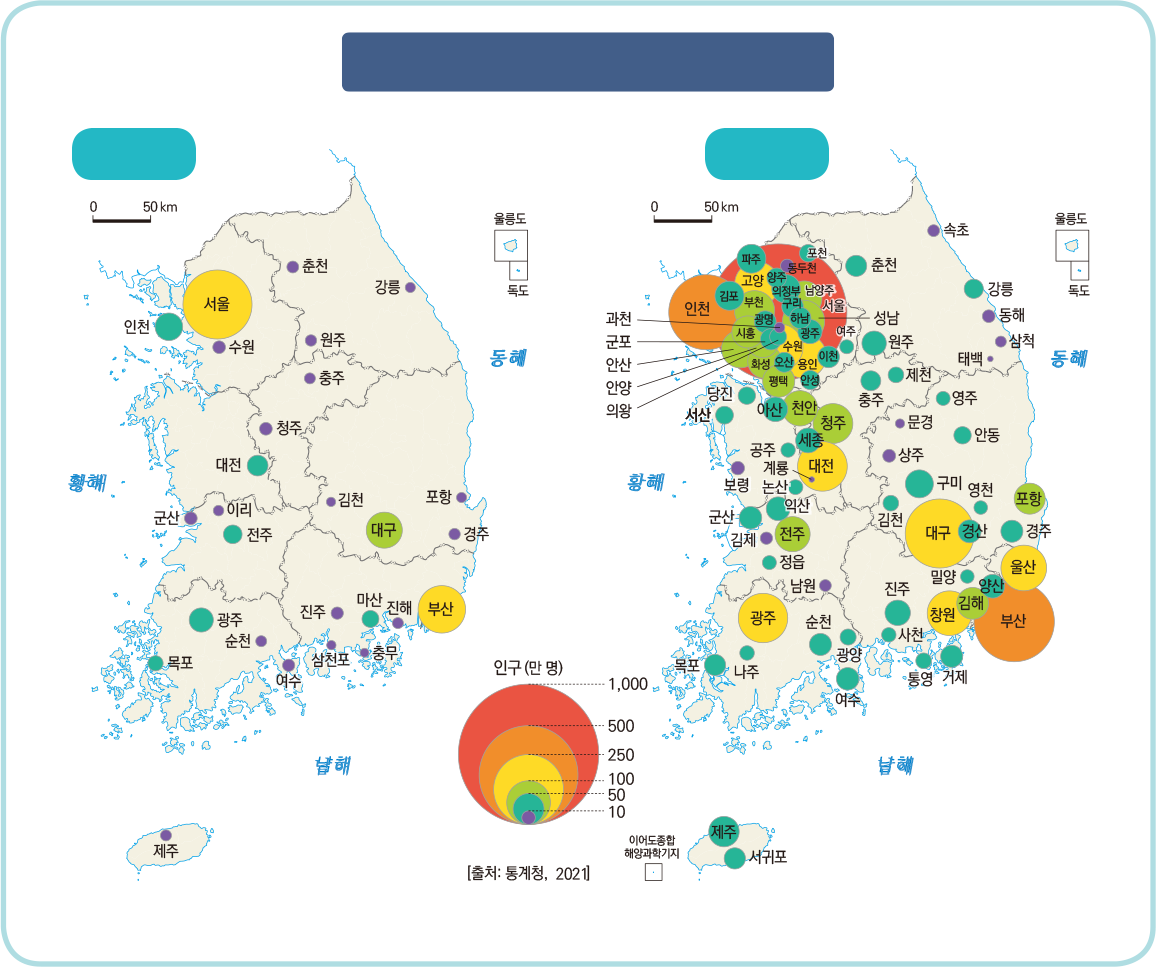 0 50 km
울릉도
독도
춘천
강릉
서울
인천
수원
원주
충주
청주
대전
황해
동해
김천
포항
군산
이리
전주
대구
경주
광주
진주
마산
진해
부산
순천
삼천포
충무
목포
여수
남해
제주
인구(만 명)
1,000
500
250
100
50
10
[출처: 통계청, 2021]
0 50 km
울릉도
독도
속초
포천
파주
동두천
춘천
고양
양주
의정부
남양주
김포
부천
구리
서울
인천
강릉
과천
광명
하남
성남
동해
군포
시흥
광주
여주
원주
삼척
안산
수원
태백
동해
안양
화성
오산
용인
이천
의왕
평택
안성
제천
충주
당진
서산
아산
천안
청주
영주
문경
안동
공주
세종
상주
황해
보령
계룡
대전
논산
구미
영천
포항
군산
익산
김천
김제
전주
대구
경산
경주
정읍
울산
남원
밀양
양산
광주
진주
창원
김해
부산
순천
사천
목포
나주
광양
통영
거제
여수
남해
이어도종합
해양과학기지
제주
서귀포